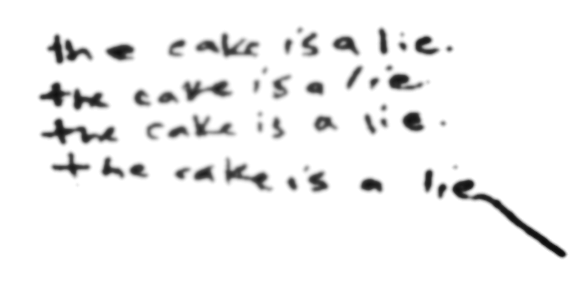 the cake is a lie.
the cake is a lie.
the cake is a lie.
the cake is a lie